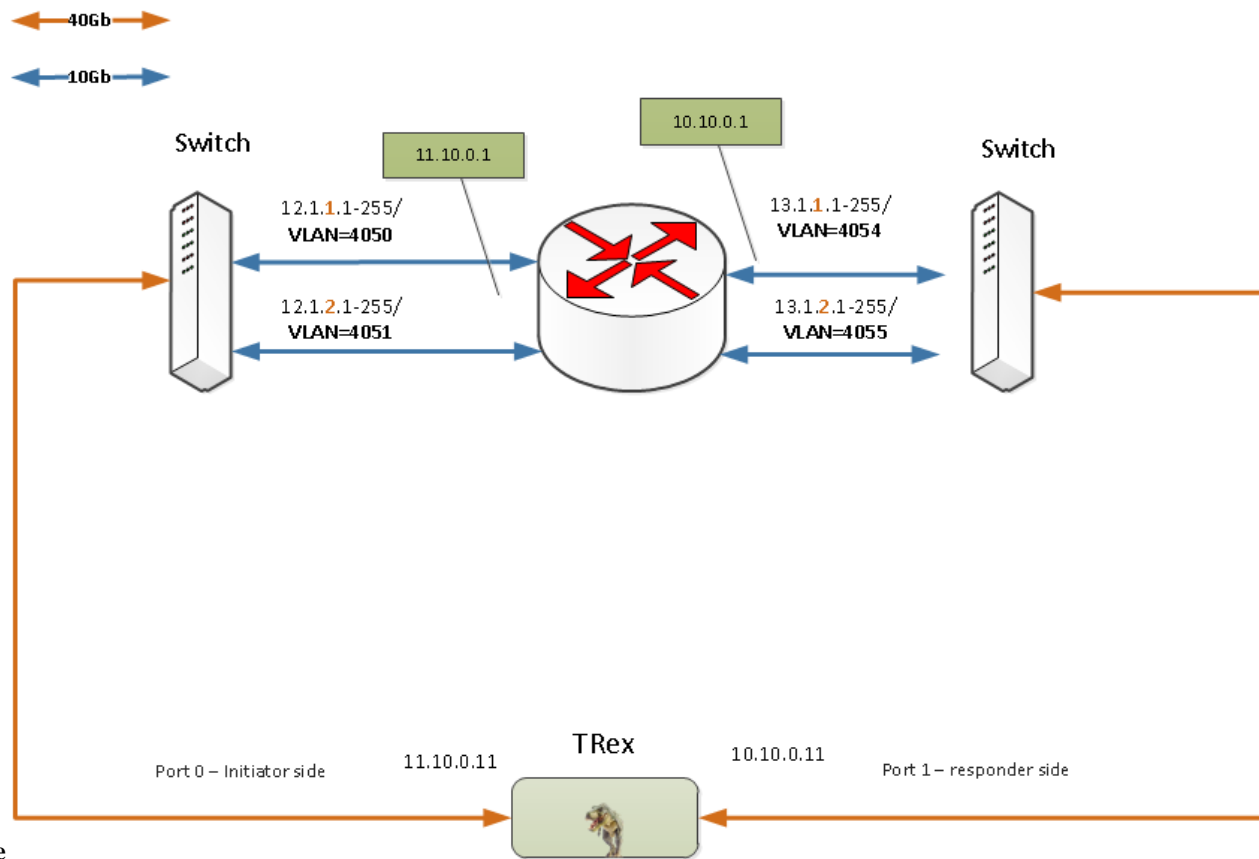 40Gb
10Gb
10.10.0.1
Switch
11.10.0.1
Switch
12.1.1.1-255/
VLAN=4050
13.1.1.1-255/
VLAN=4054
12.1.2.1-255/
VLAN=4051
13.1.2.1-255/
VLAN=4055
TRex
Port 0 – Initiator side
11.10.0.11
10.10.0.11
Port 1 – responder side
e